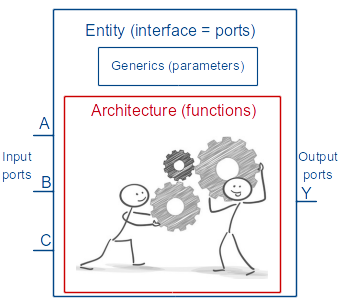 Entity (interface = ports)
Generics (parameters)
Architecture (functions)
A
Input
ports
B
C
Output
ports
Y